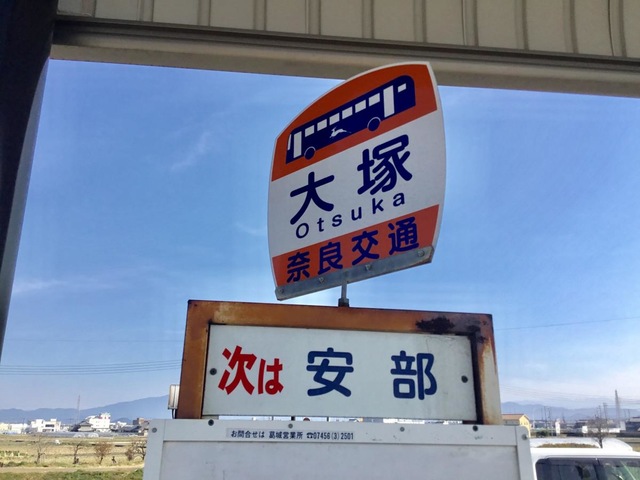 大塚
Otsuka
奈良交通
次は 安部
お問合せは 葛城営業所 ☎07456(3)2501